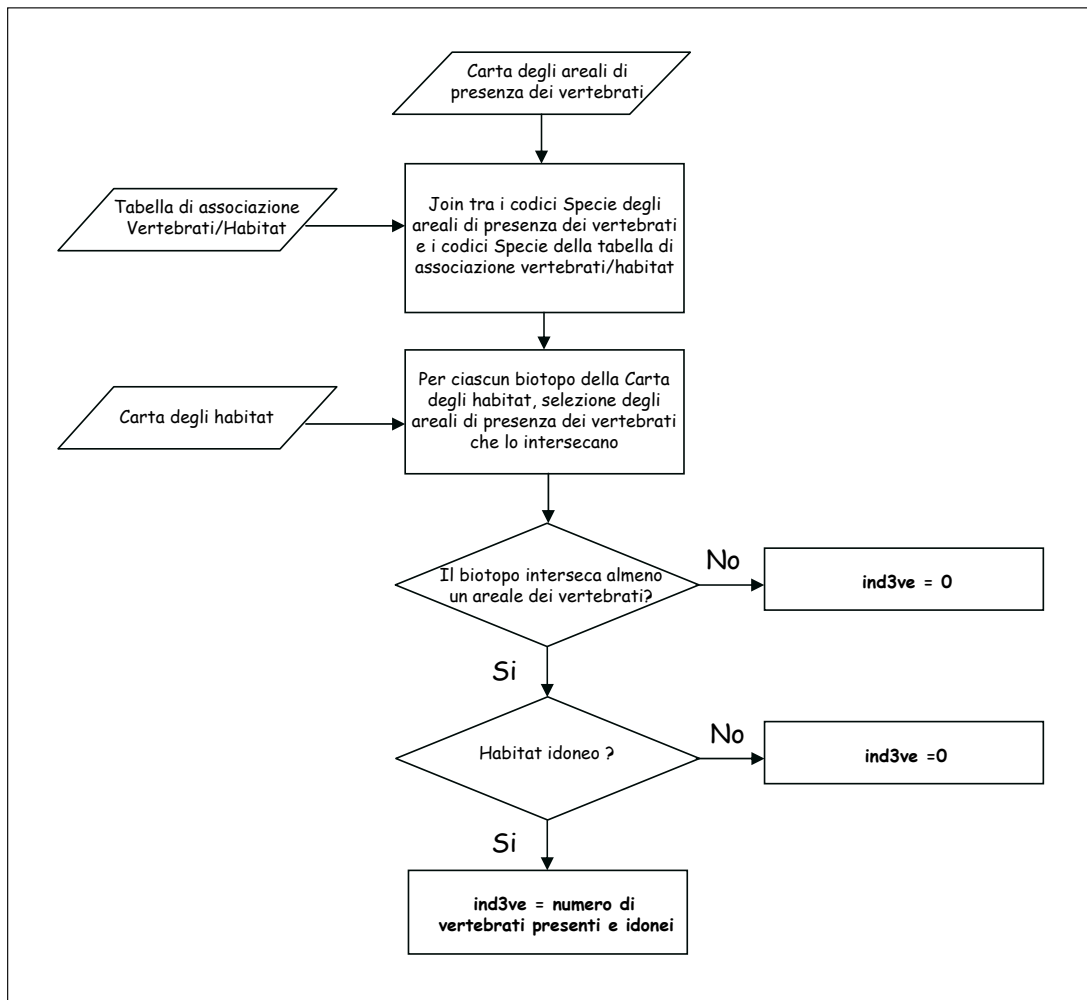 Carta degli areali di
presenza dei vertebrati
Tabella di associazione
Vertebrati/Habitat
Join tra i codici Specie degli
areali di presenza dei vertebrati
e i codici Specie della tabella di
associazione vertebrati/habitat
Carta degli habitat
Per ciascun biotopo della Carta
degli habitat, selezione degli
areali di presenza dei vertebrati
che lo intersecano
Il biotopo interseca almeno
un areale dei vertebrati?
No
ind3ve = 0
Si
Habitat idoneo ?
No
ind3ve =0
Si
ind3ve = numero di
vertebrati presenti e idonei